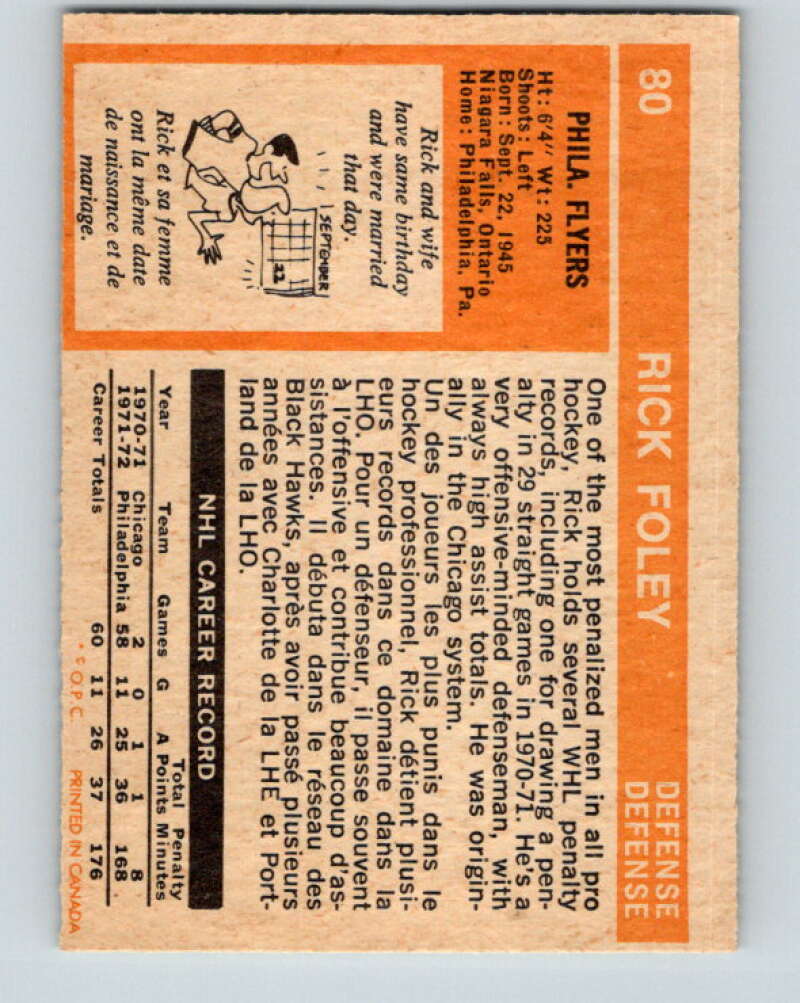 80 RICK FOLEY DEFENSE
DEFENSE
PHILA. FLYERS
Ht: 6'4" Wt: 225
Shoots: Left
Born: Sept. 22, 1945
Niagara Falls, Ontario
Home: Philadelphia, Pa.
Rick and wife
have same birthday
and were married
that day.
SEPTEMBER
22
Rick et sa femme
ont la même date
de naissance et de
mariage.
One of the most penalized men in all pro
hockey, Rick holds several WHL penalty
records, including one for drawing a pen-
alty in 29 straight games in 1970-71. He's a
very offensive-minded defenseman, with
always high assist totals. He was origin-
ally in the Chicago system.
Un des joueurs les plus punis dans le
hockey professionnel, Rick détient plusi-
eurs records dans ce domaine dans la
LHO. Pour un défenseur, il passe souvent
à l'offensive et contribue beaucoup d'as-
sistances. Il débuta dans le réseau des
Black Hawks, après avoir passé plusieurs
années avec Charlotte de la LHE et Port-
land de la LHO.
NHL CAREER RECORD
Total Penalty
Year Team Games G A Points Minutes
1970-71 Chicago 2 0 1 1 8
1971-72 Philadelphia 58 11 25 36 168
Career Totals 60 11 26 37 176
* © O.P.C. PRINTED IN CANADA